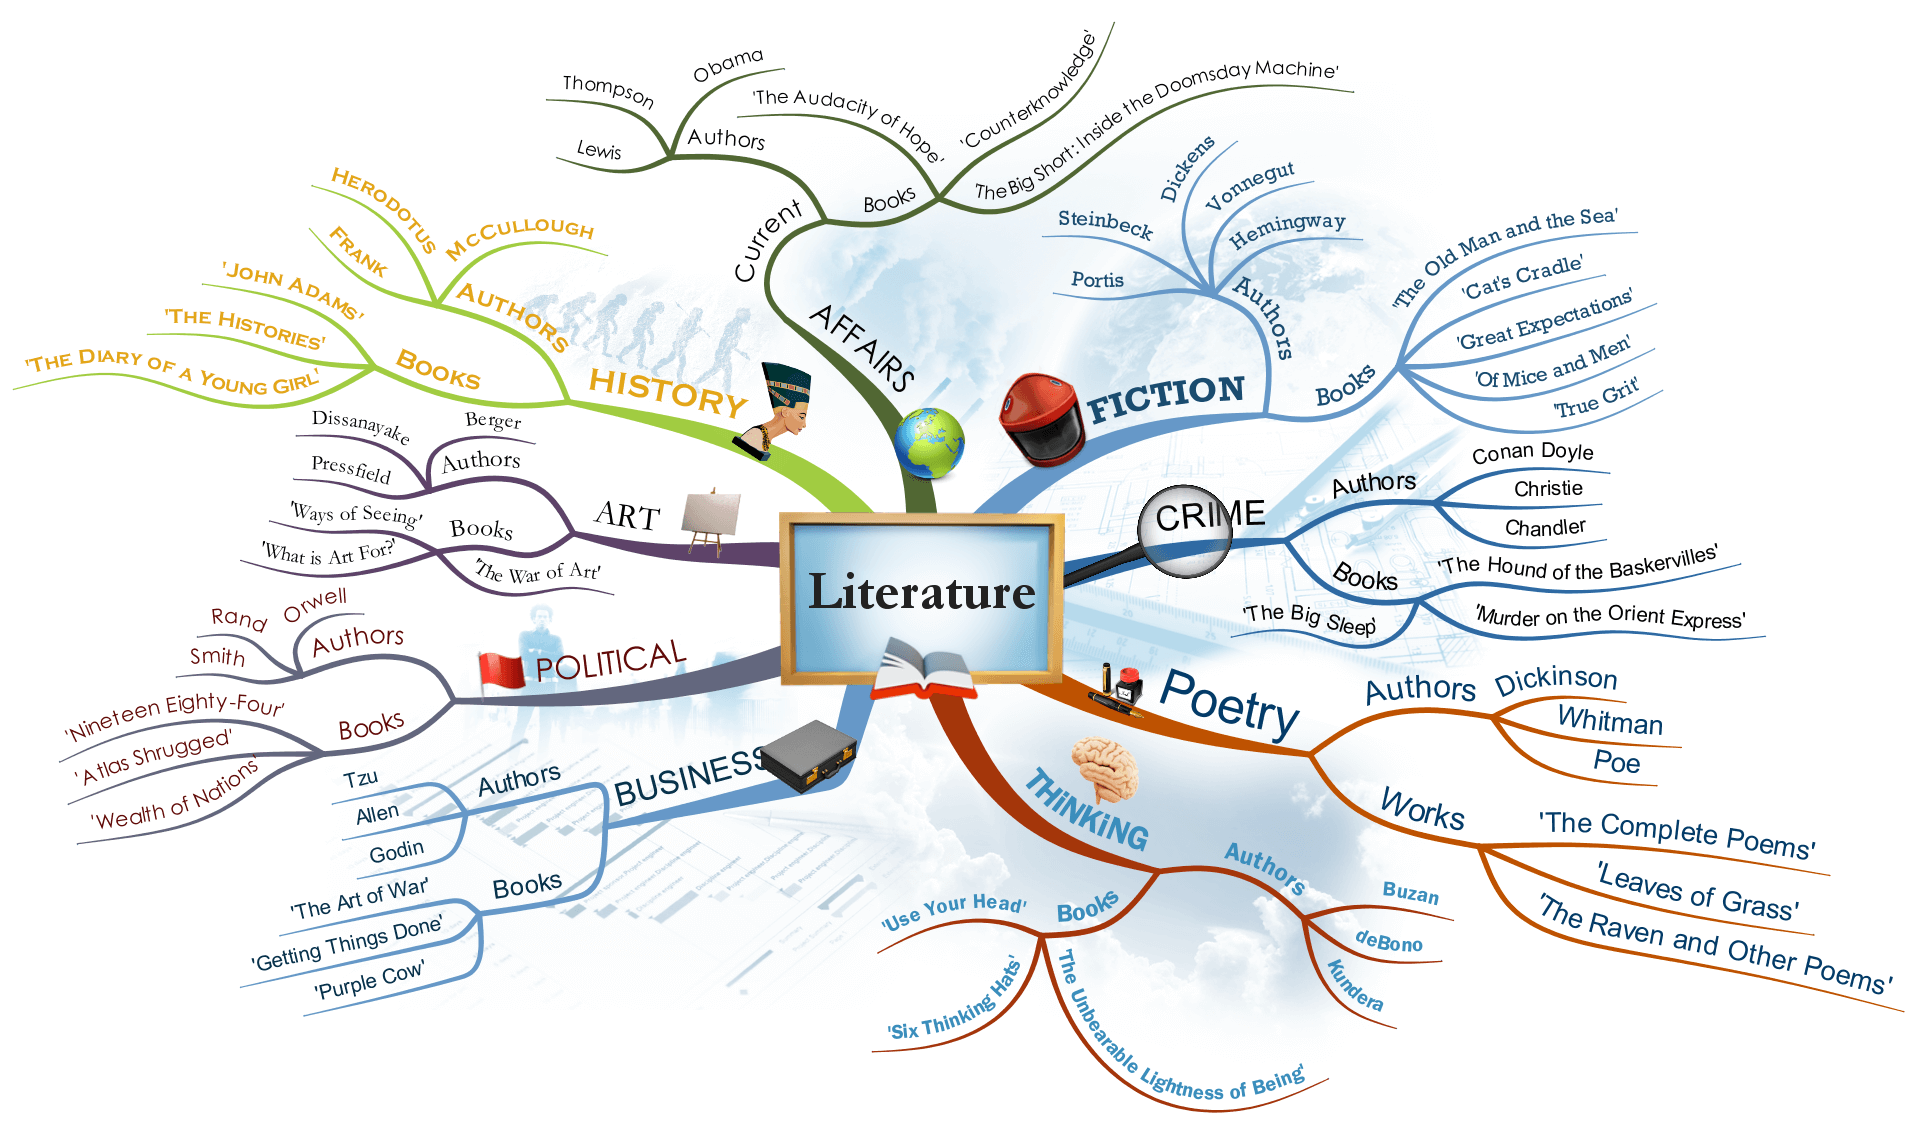 Literature
Current
AFFAIRS
Authors
Thompson
Obama
Lewis
Books
'The Audacity of Hope'
'Counterknowledge'
'The Big Short: Inside the Doomsday Machine'
FICTION
Authors
Dickens
Vonnegut
Hemingway
Steinbeck
Portis
Books
'The Old Man and the Sea'
'Cat's Cradle'
'Great Expectations'
'Of Mice and Men'
'True Grit'
CRIME
Authors
Conan Doyle
Christie
Chandler
Books
'The Hound of the Baskervilles'
'Murder on the Orient Express'
'The Big Sleep'
Poetry
Authors
Dickinson
Whitman
Poe
Works
'The Complete Poems'
'Leaves of Grass'
'The Raven and Other Poems'
THiNKiNG
Authors
Buzan
deBono
Kundera
Books
'Use Your Head'
'Six Thinking Hats'
'The Unbearable Lightness of Being'
BUSINESS
Authors
Tzu
Allen
Godin
Books
'The Art of War'
'Getting Things Done'
'Purple Cow'
POLITICAL
Authors
Rand
Orwell
Smith
Books
'Nineteen Eighty-Four'
'Atlas Shrugged'
'Wealth of Nations'
ART
Authors
Dissanayake
Berger
Pressfield
Books
'Ways of Seeing'
'What is Art For?'
'The War of Art'
HISTORY
AUTHORS
HERODOTUS
MCCULLOUGH
FRANK
BOOKS
'JOHN ADAMS'
'THE HISTORIES'
'THE DIARY OF A YOUNG GIRL'